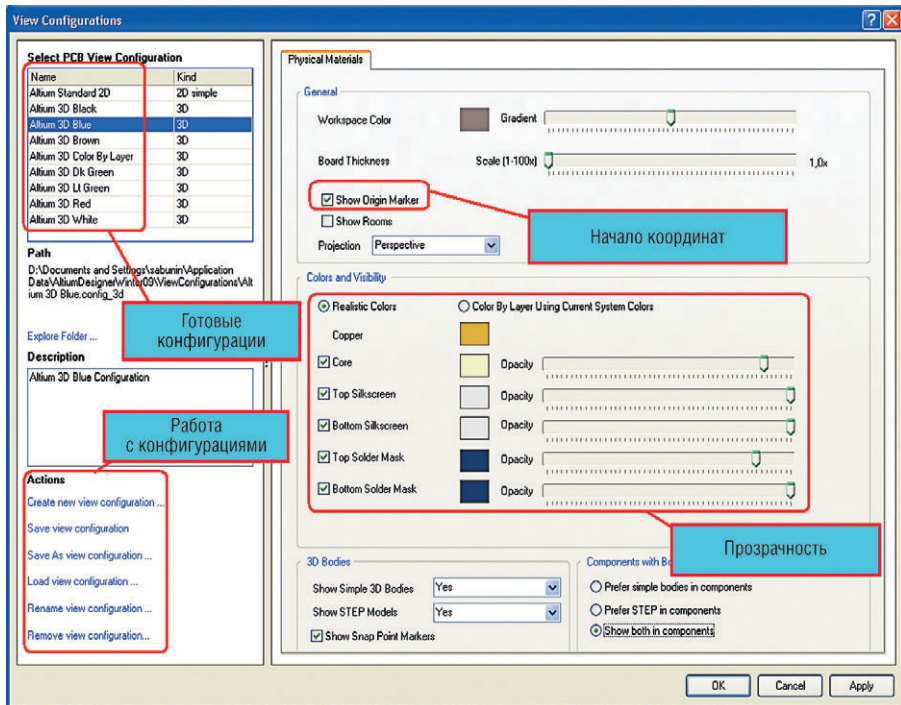 View Configurations
Select PCB View Configuration
Name Kind
Altium Standard 2D 2D simple
Altium 3D Black 3D
Altium 3D Blue 3D
Altium 3D Brown 3D
Altium 3D Color By Layer 3D
Altium 3D Dk Green 3D
Altium 3D Lt Green 3D
Altium 3D Red 3D
Altium 3D White 3D
Path
D:\Documents and Settings\sabunin\Application
Data\AltiumDesignerWinter09\ViewConfigurations\Alt
ium 3D Blue.config_3d
Готовые
конфигурации
Explore Folder ...
Description
Altium 3D Blue Configuration
Работа
с конфигурациями
Actions
Create new view configuration ...
Save view configuration
Save As view configuration ...
Load view configuration ...
Rename view configuration ...
Remove view configuration...
Physical Materials
General
Workspace Color Gradient
Board Thickness Scale (1-100x) 1,0x
Show Origin Marker
Начало координат
Show Rooms
Projection Perspective
Colors and Visibility
Realistic Colors Color By Layer Using Current System Colors
Copper
Core Opacity
Top Silkscreen Opacity
Bottom Silkscreen Opacity
Top Solder Mask Opacity
Bottom Solder Mask Opacity
Прозрачность
3D Bodies
Show Simple 3D Bodies Yes
Show STEP Models Yes
Show Snap Point Markers
Components with Bo
Prefer simple bodies in components
Prefer STEP in components
Show both in components
OK Cancel Apply